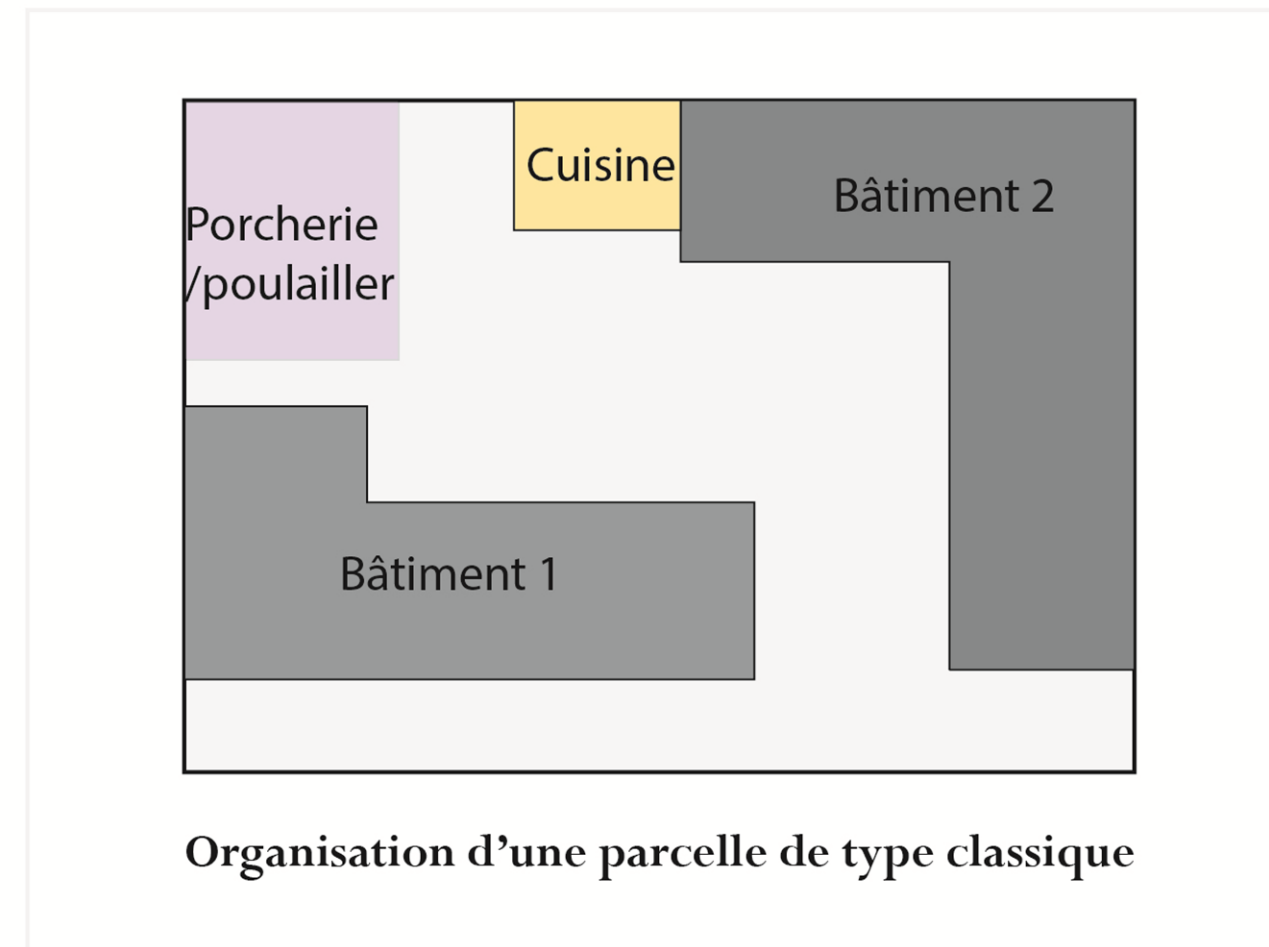 Cuisine
Bâtiment 2
Porcherie
/poulailler
Bâtiment 1
Organisation d’une parcelle de type classique